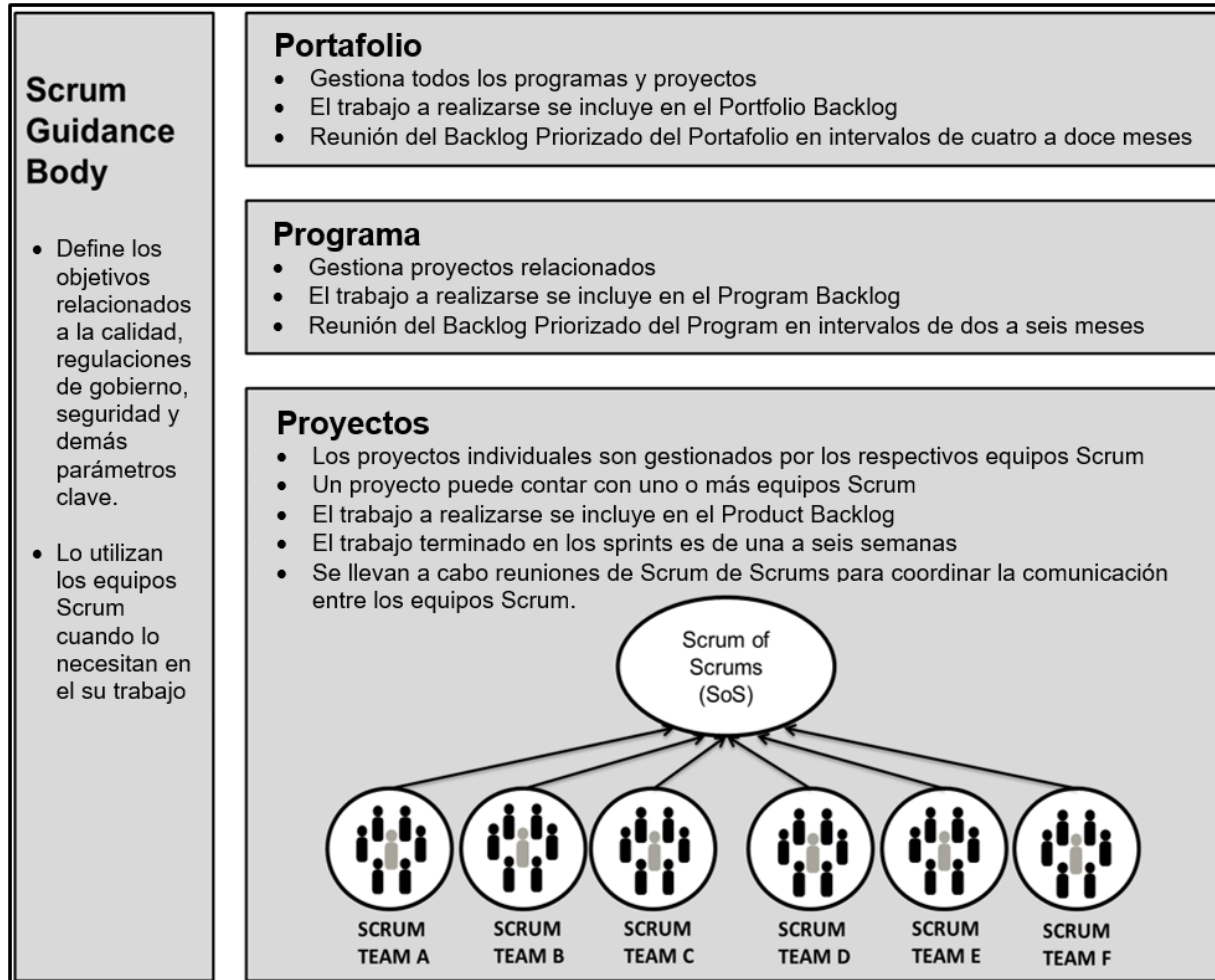 Scrum
Guidance
Body
• Define los
objetivos
relacionados
a la calidad,
regulaciones
de gobierno,
seguridad y
demás
parámetros
clave.
• Lo utilizan
los equipos
Scrum
cuando lo
necesitan en
el su trabajo
Portafolio
• Gestiona todos los programas y proyectos
• El trabajo a realizarse se incluye en el Portfolio Backlog
• Reunión del Backlog Priorizado del Portafolio en intervalos de cuatro a doce meses
Programa
• Gestiona proyectos relacionados
• El trabajo a realizarse se incluye en el Program Backlog
• Reunión del Backlog Priorizado del Program en intervalos de dos a seis meses
Proyectos
• Los proyectos individuales son gestionados por los respectivos equipos Scrum
• Un proyecto puede contar con uno o más equipos Scrum
• El trabajo a realizarse se incluye en el Product Backlog
• El trabajo terminado en los sprints es de una a seis semanas
• Se llevan a cabo reuniones de Scrum de Scrums para coordinar la comunicación
entre los equipos Scrum.
Scrum of
Scrums
(SoS)
SCRUM
TEAM A
SCRUM
TEAM B
SCRUM
TEAM C
SCRUM
TEAM D
SCRUM
TEAM E
SCRUM
TEAM F